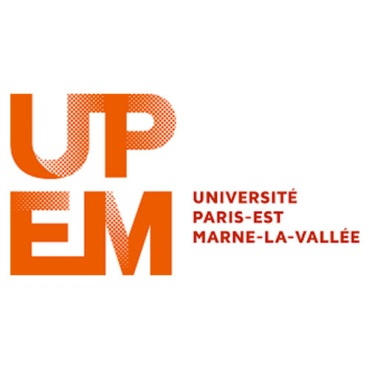 UP
EM
UNIVERSITÉ
PARIS-EST
MARNE-LA-VALLÉE